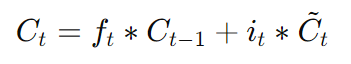 $C_t = f_t * C_{t-1} + i_t * \tilde{C}_t$